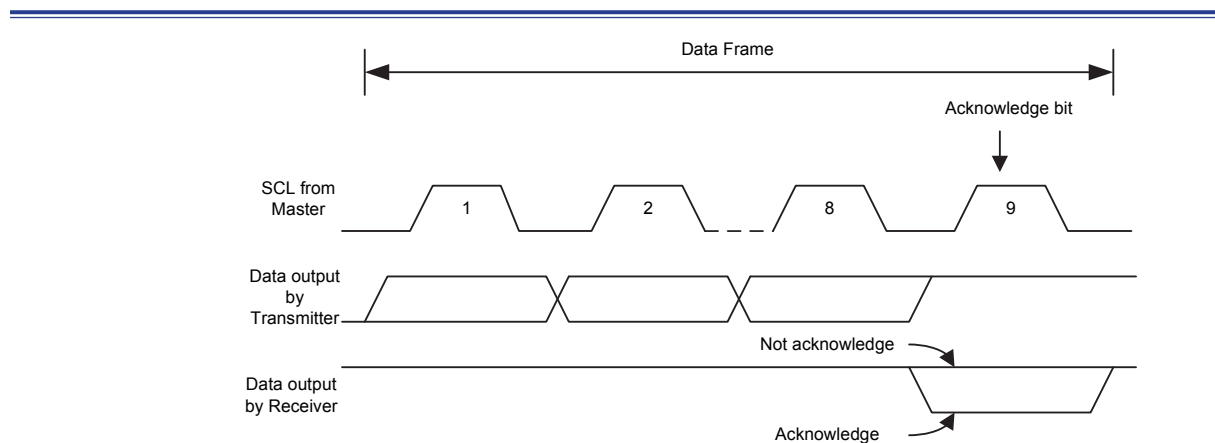 Data Frame
Acknowledge bit
SCL from
Master
1
2
8
9
Data output
by
Transmitter
Not acknowledge
Data output
by Receiver
Acknowledge